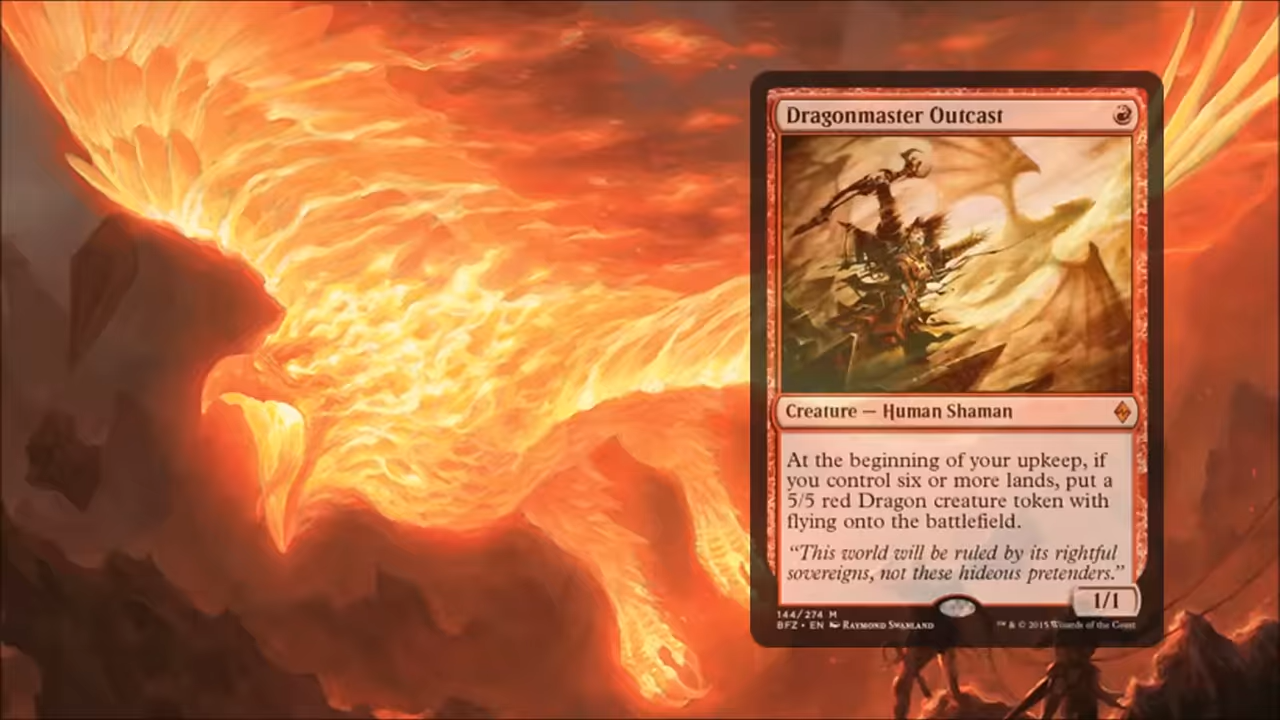 Dragonmaster Outcast
Creature — Human Shaman
At the beginning of your upkeep, if
you control six or more lands, put a
5/5 red Dragon creature token with
flying onto the battlefield.
“This world will be ruled by its rightful
sovereigns, not these hideous pretenders.”
1/1
144/274 M
BFZ • EN Raymond Swanland
™ & © 2015 Wizards of the Coast